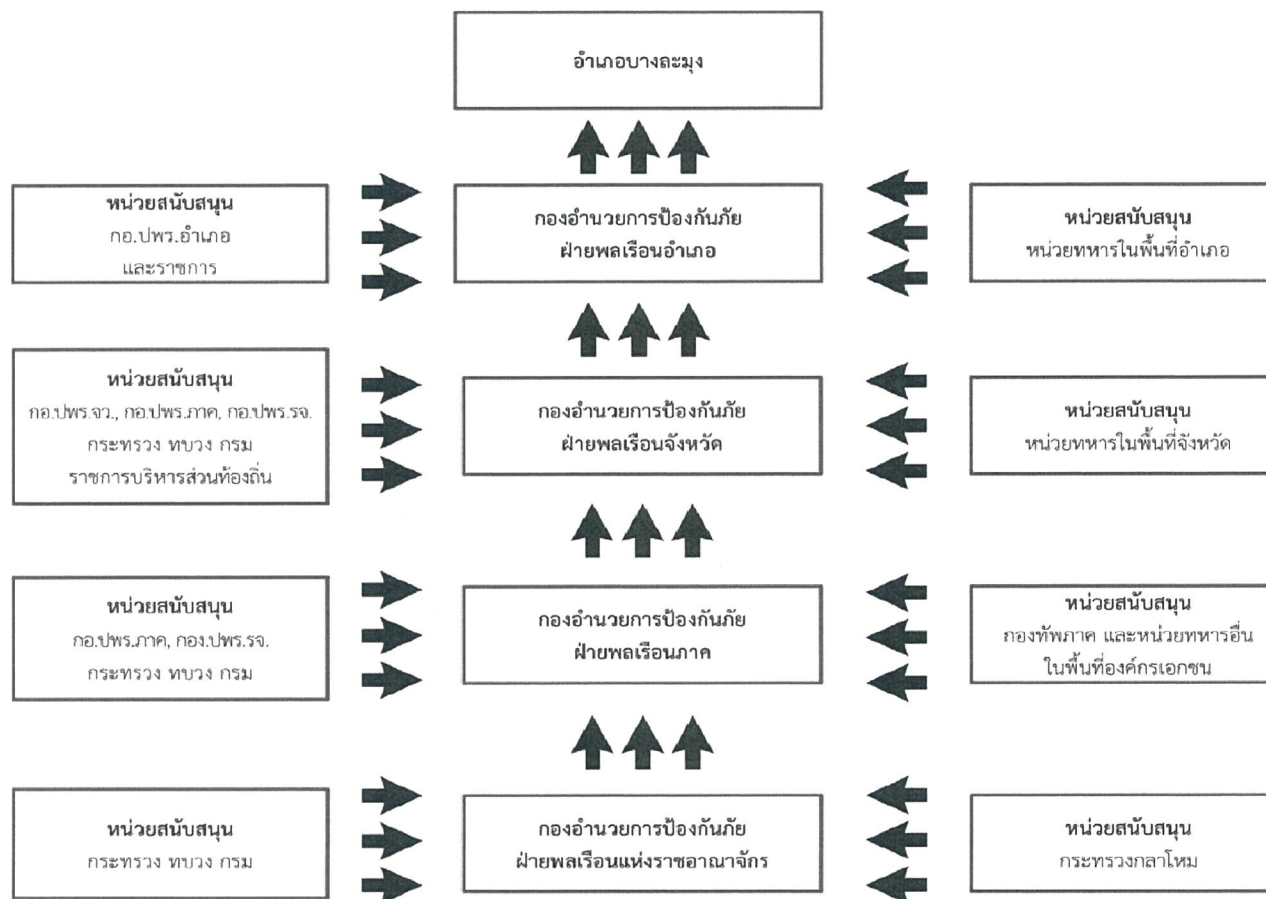 อำเภอบางละมุง
หน่วยสนับสนุน
กอ.ปพร.อำเภอ
และราชการ
กองอำนวยการป้องกันภัย
ฝ่ายพลเรือนอำเภอ
หน่วยสนับสนุน
หน่วยทหารในพื้นที่อำเภอ
หน่วยสนับสนุน
กอ.ปพร.จว., กอ.ปพร.ภาค, กอ.ปพร.รจ.
กระทรวง ทบวง กรม
ราชการบริหารส่วนท้องถิ่น
กองอำนวยการป้องกันภัย
ฝ่ายพลเรือนจังหวัด
หน่วยสนับสนุน
หน่วยทหารในพื้นที่จังหวัด
หน่วยสนับสนุน
กอ.ปพร.ภาค, กอง.ปพร.รจ.
กระทรวง ทบวง กรม
กองอำนวยการป้องกันภัย
ฝ่ายพลเรือนภาค
หน่วยสนับสนุน
กองทัพภาค และหน่วยทหารอื่น
ในพื้นที่องค์กรเอกชน
หน่วยสนับสนุน
กระทรวง ทบวง กรม
กองอำนวยการป้องกันภัย
ฝ่ายพลเรือนแห่งราชอาณาจักร
หน่วยสนับสนุน
กระทรวงกลาโหม